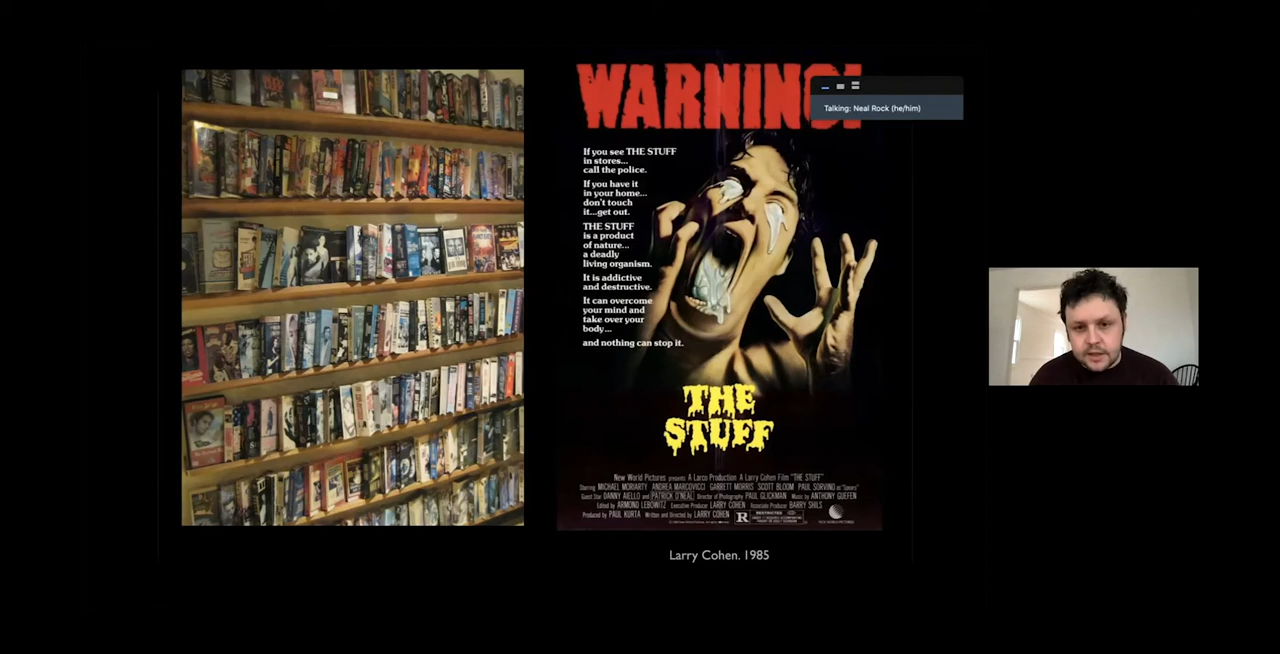 WARNING!
Talking: Neal Rock (he/him)
If you see THE STUFF
in stores...
call the police.
If you have it
in your home...
don't touch
it...get out.
THE STUFF
is a product
of nature...
a deadly
living organism.
It is addictive
and destructive.
It can overcome
your mind and
take over your
body...
and nothing can stop it.
THE
STUFF
New World Pictures presents A Larco Production A Larry Cohen Film "THE STUFF"
Starring MICHAEL MORIARTY ANDREA MARCOVICCI GARRETT MORRIS SCOTT BLOOM PAUL SORVINO as
Guest Star DANNY AIELLO and PATRICK O'NEAL Director of Photography PAUL GLICKMAN Music by ANTHONY GUEFEN
Edited by ARMOND LEBOWITZ Executive Producer LARRY COHEN Associate Producer BARRY SHILS
Produced by PAUL KURTA Written and Directed by LARRY COHEN
R RESTRICTED
NEW WORLD PICTURES
Larry Cohen. 1985